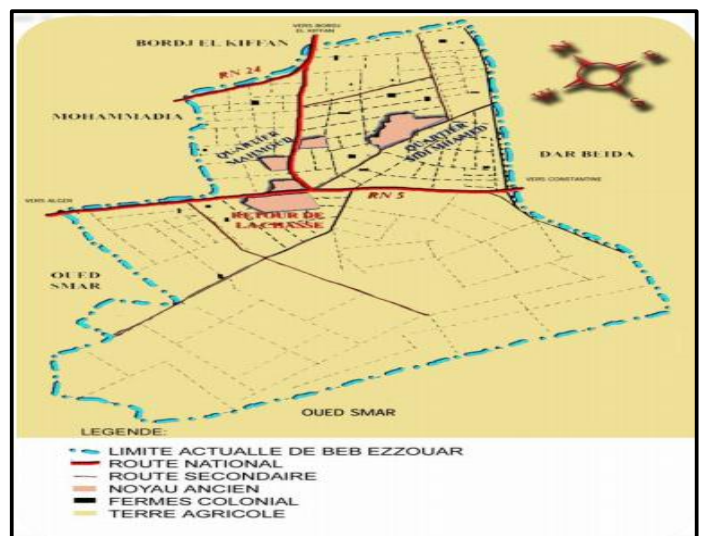 VERS BORDJ
EL KIFFAN
BORDJ EL KIFFAN
RN 24
MOHAMMADIA
QUARTIER
MAHMOUD
QUARTIER
SIDI MHAMED
DAR BEIDA
VERS CONSTANTINE
VERS ALGER
RN 5
RETOUR DE
LA CHASSE
OUED
SMAR
OUED SMAR
LEGENDE:
LIMITE ACTUALLE DE BEB EZZOUAR
ROUTE NATIONAL
ROUTE SECONDAIRE
NOYAU ANCIEN
FERMES COLONIAL
TERRE AGRICOLE